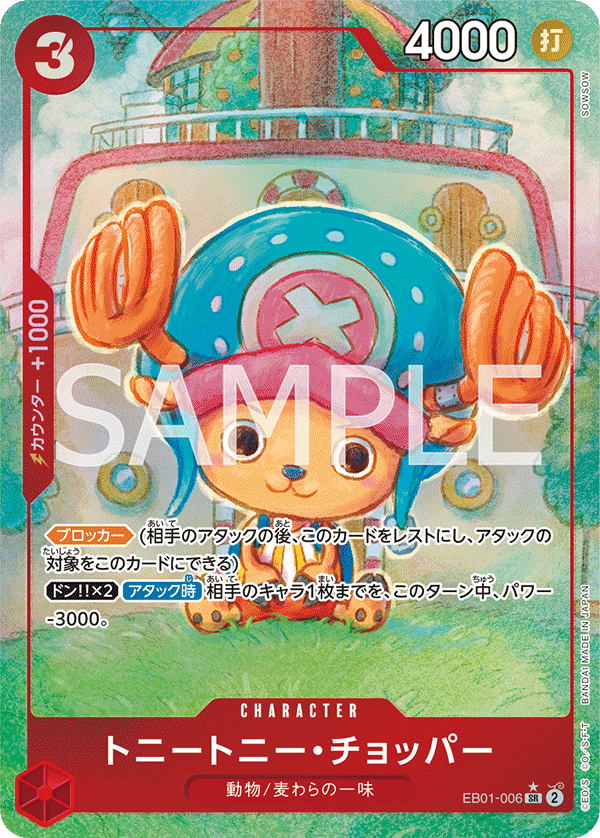 3
4000
打
SOWSOW
カウンター +1000
SAMPLE
ブロッカー (相手のアタックの後、このカードをレストにし、アタックの
対象をこのカードにできる)
ドン!!×2 アタック時 相手のキャラ1枚までを、このターン中、パワー
-3000。
©EO/S ©O/S・F・T BANDAI MADE IN JAPAN
CHARACTER
トニートニー・チョッパー
動物/麦わらの一味
EB01-006 ★ SR 2